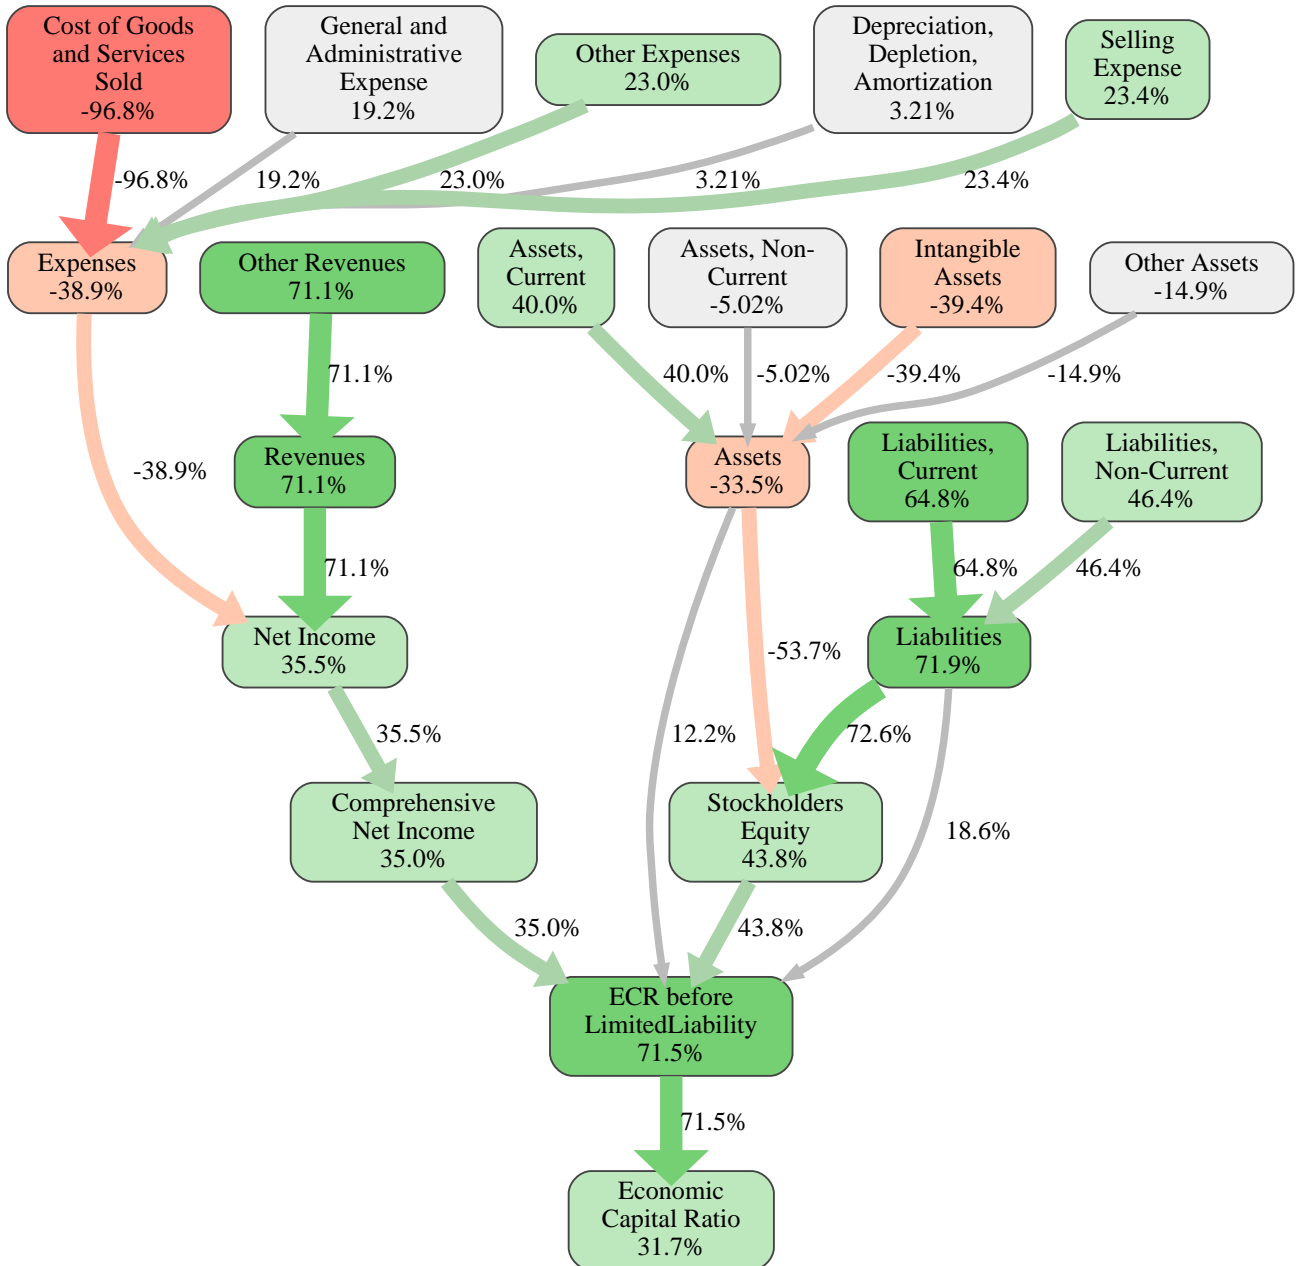 Cost of Goods
and Services
Sold
-96.8%
General and
Administrative
Expense
19.2%
Other Expenses
23.0%
Depreciation,
Depletion,
Amortization
3.21%
Selling
Expense
23.4%
-96.8%
19.2%
23.0%
3.21%
23.4%
Expenses
-38.9%
Other Revenues
71.1%
Assets,
Current
40.0%
Assets, Non-
Current
-5.02%
Intangible
Assets
-39.4%
Other Assets
-14.9%
71.1%
40.0%
-5.02%
-39.4%
-14.9%
-38.9%
Revenues
71.1%
Assets
-33.5%
Liabilities,
Current
64.8%
Liabilities,
Non-Current
46.4%
71.1%
64.8%
46.4%
Net Income
35.5%
-53.7%
Liabilities
71.9%
35.5%
12.2%
72.6%
Comprehensive
Net Income
35.0%
Stockholders
Equity
43.8%
18.6%
35.0%
43.8%
ECR before
LimitedLiability
71.5%
71.5%
Economic
Capital Ratio
31.7%